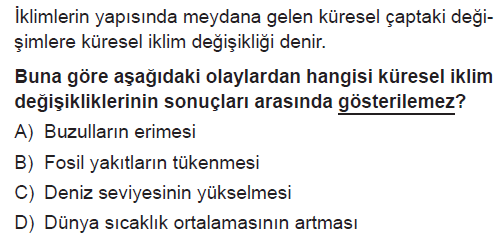 İklimlerin yapısında meydana gelen küresel çaptaki deği-
şimlere küresel iklim değişikliği denir.
Buna göre aşağıdaki olaylardan hangisi küresel iklim
değişikliklerinin sonuçları arasında gösterilemez?
A) Buzulların erimesi
B) Fosil yakıtların tükenmesi
C) Deniz seviyesinin yükselmesi
D) Dünya sıcaklık ortalamasının artması